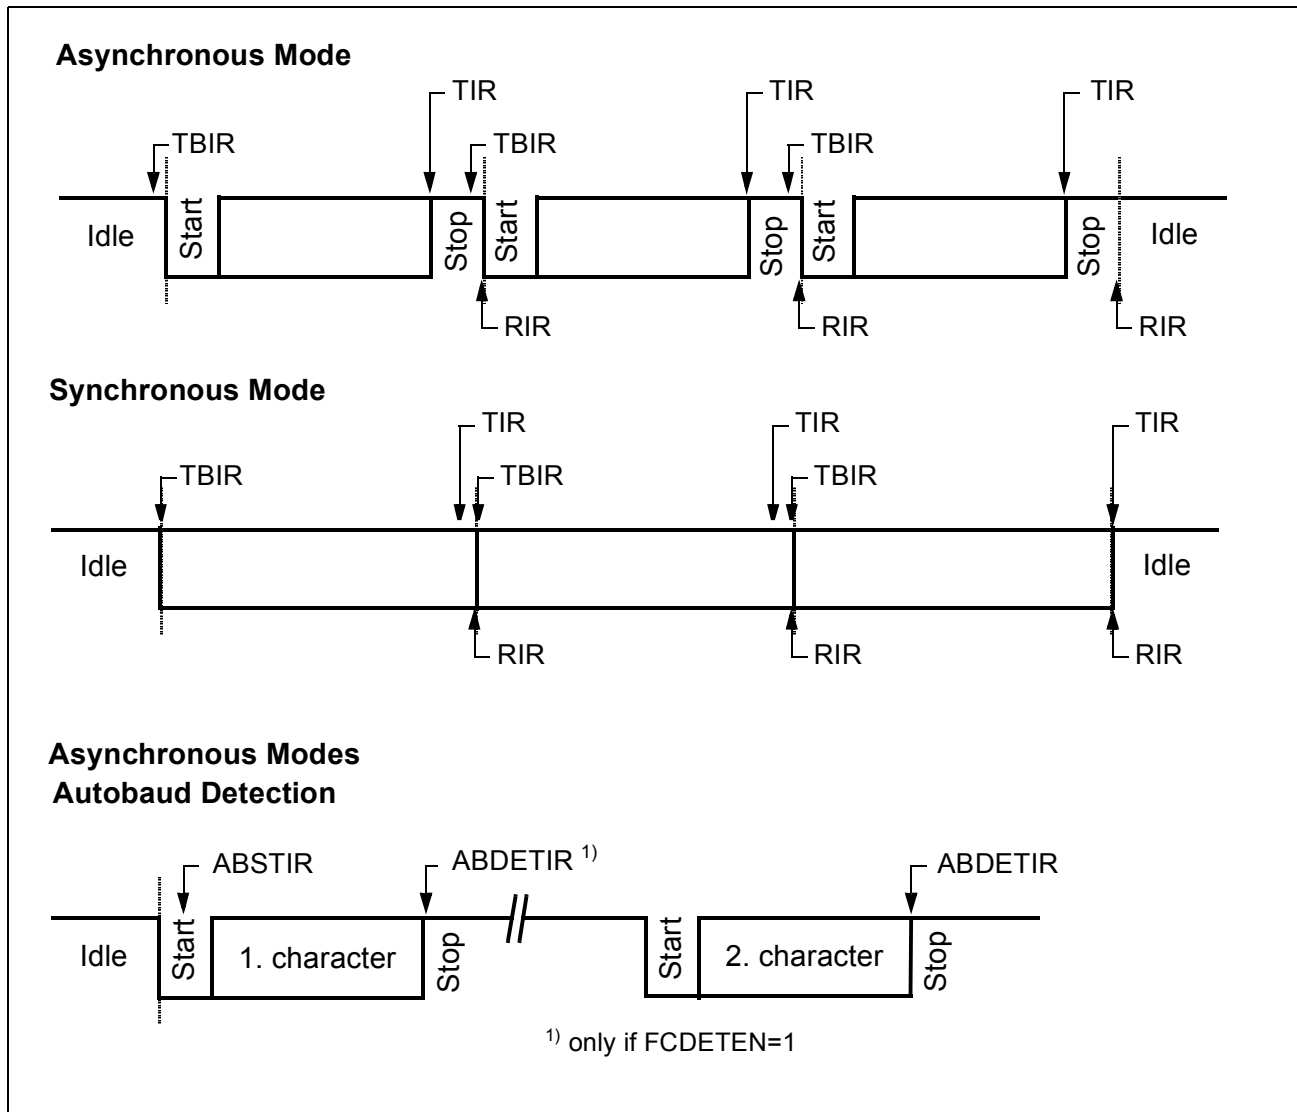 Asynchronous Mode
TIR TIR TIR
TBIR TBIR TBIR
Idle Start Stop Start Stop Start Stop Idle
RIR RIR RIR
Synchronous Mode
TIR TIR TIR
TBIR TBIR TBIR
Idle Idle
RIR RIR RIR
Asynchronous Modes
Autobaud Detection
ABSTIR ABDETIR 1) ABDETIR
Idle Start 1. character Stop Start 2. character Stop
1) only if FCDETEN=1